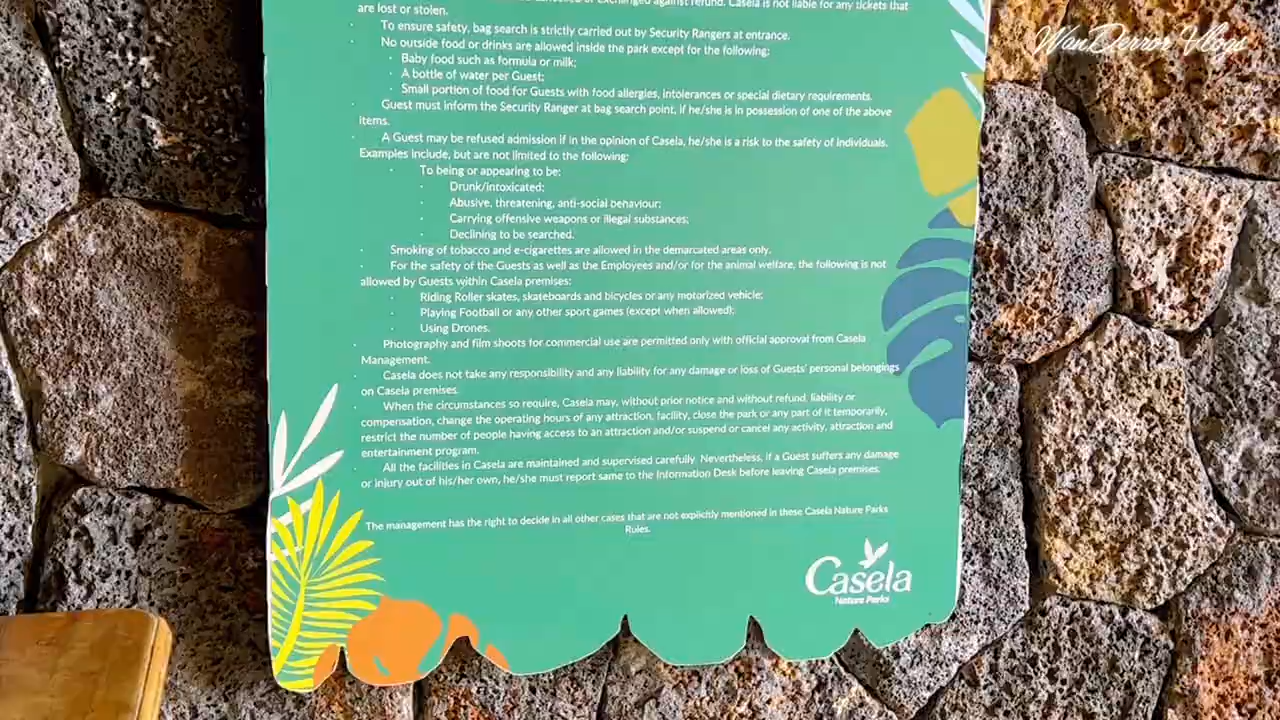 against refund. Casela is not liable for any tickets that
are lost or stolen.
· To ensure safety, bag search is strictly carried out by Security Rangers at entrance.
· No outside food or drinks are allowed inside the park except for the following:
· Baby food such as formula or milk;
· A bottle of water per Guest;
· Small portion of food for Guests with food allergies, intolerances or special dietary requirements.
· Guest must inform the Security Ranger at bag search point, if he/she is in possession of one of the above
items.
· A Guest may be refused admission if in the opinion of Casela, he/she is a risk to the safety of individuals.
Examples include, but are not limited to the following:
· To being or appearing to be:
· Drunk/intoxicated;
· Abusive, threatening, anti-social behaviour;
· Carrying offensive weapons or illegal substances;
· Declining to be searched.
· Smoking of tobacco and e-cigarettes are allowed in the demarcated areas only.
· For the safety of the Guests as well as the Employees and/or for the animal welfare, the following is not
allowed by Guests within Casela premises:
· Riding Roller skates, skateboards and bicycles or any motorized vehicle;
· Playing Football or any other sport games (except when allowed);
· Using Drones.
· Photography and film shoots for commercial use are permitted only with official approval from Casela
Management.
· Casela does not take any responsibility and any liability for any damage or loss of Guests' personal belongings
on Casela premises.
· When the circumstances so require, Casela may, without prior notice and without refund, liability or
compensation, change the operating hours of any attraction, facility, close the park or any part of it temporarily,
restrict the number of people having access to an attraction and/or suspend or cancel any activity, attraction and
entertainment program.
· All the facilities in Casela are maintained and supervised carefully. Nevertheless, if a Guest suffers any damage
or injury out of his/her own, he/she must report same to the Information Desk before leaving Casela premises.
The management has the right to decide in all other cases that are not explicitly mentioned in these Casela Nature Parks
Rules.
Casela
Nature Parks
WanDerror Vlogs